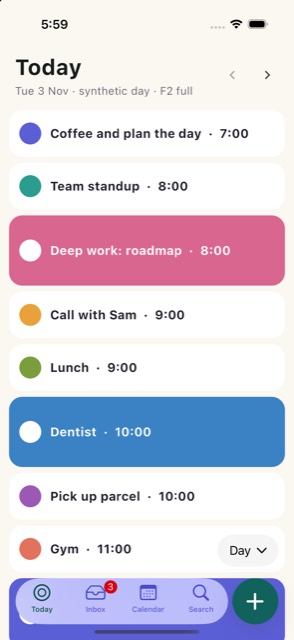 5:59
Today
Tue 3 Nov · synthetic day · F2 full
Coffee and plan the day · 7:00
Team standup · 8:00
Deep work: roadmap · 8:00
Call with Sam · 9:00
Lunch · 9:00
Dentist · 10:00
Pick up parcel · 10:00
Gym · 11:00
Day
3
Today Inbox Calendar Search